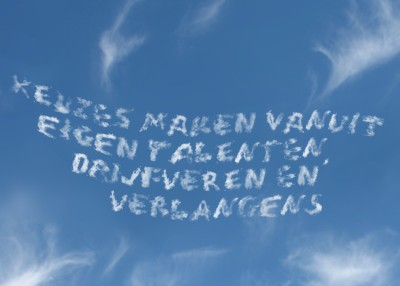 KEUZES MAKEN VANUIT
EIGEN TALENTEN,
DRIJFVEREN EN
VERLANGENS